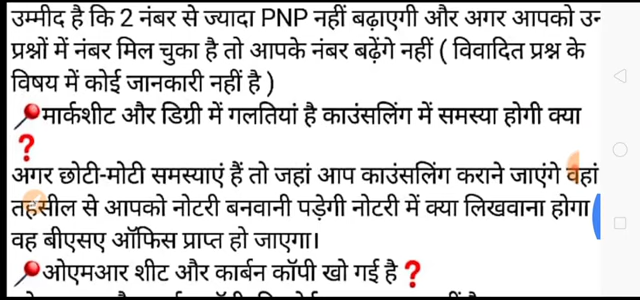 उम्मीद है कि 2 नंबर से ज्यादा PNP नहीं बढ़ाएगी और अगर आपको उन
प्रश्नों में नंबर मिल चुका है तो आपके नंबर बढ़ेंगे नहीं ( विवादित प्रश्न के
विषय में कोई जानकारी नहीं है )
📍मार्कशीट और डिग्री में गलतियां है काउंसलिंग में समस्या होगी क्या
❓
अगर छोटी-मोटी समस्याएं हैं तो जहां आप काउंसलिंग कराने जाएंगे वहां
तहसील से आपको नोटरी बनवानी पड़ेगी नोटरी में क्या लिखवाना होगा
वह बीएसए ऑफिस प्राप्त हो जाएगा।
📍ओएमआर शीट और कार्बन कॉपी खो गई है❓